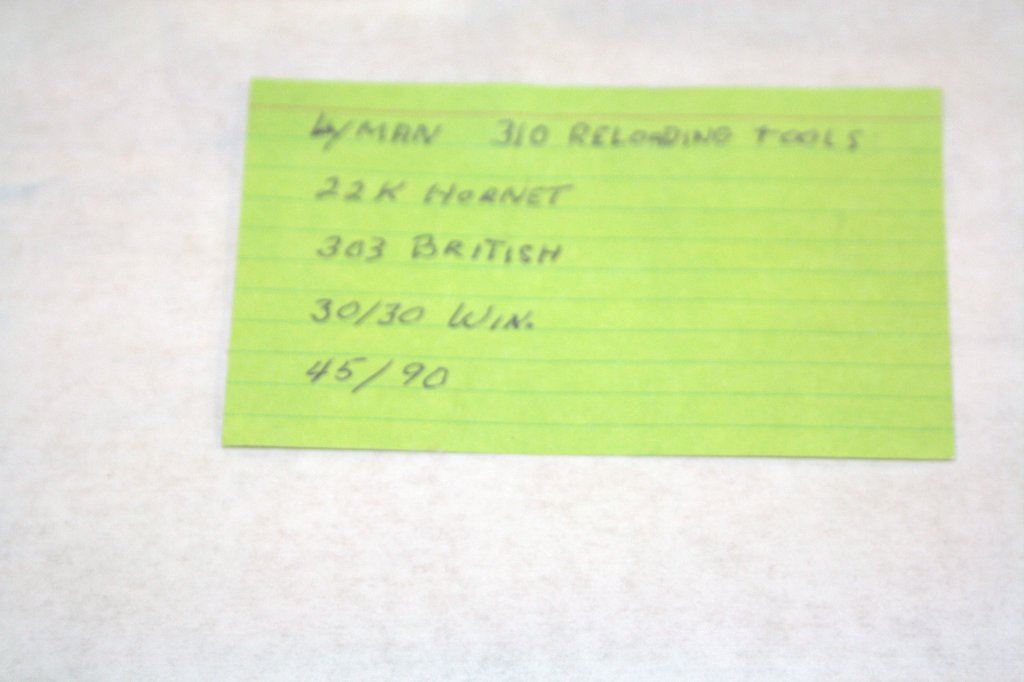 LyMAN 310 RELOADING TOOLS
22K HORNET
303 BRITISH
30/30 WIN.
45/90